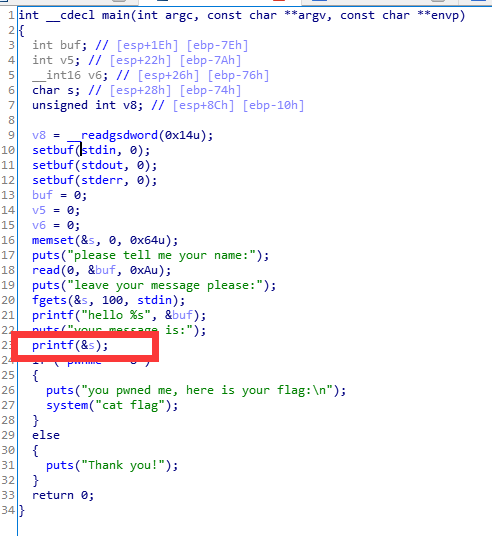 1 int __cdecl main(int argc, const char **argv, const char **envp)
2 {
3 int buf; // [esp+1Eh] [ebp-7Eh]
4 int v5; // [esp+22h] [ebp-7Ah]
5 __int16 v6; // [esp+26h] [ebp-76h]
6 char s; // [esp+28h] [ebp-74h]
7 unsigned int v8; // [esp+8Ch] [ebp-10h]
8
9 v8 = __readgsdword(0x14u);
10 setbuf(stdin, 0);
11 setbuf(stdout, 0);
12 setbuf(stderr, 0);
13 buf = 0;
14 v5 = 0;
15 v6 = 0;
16 memset(&s, 0, 0x64u);
17 puts("please tell me your name:");
18 read(0, &buf, 0xAu);
19 puts("leave your message please:");
20 fgets(&s, 100, stdin);
21 printf("hello %s", &buf);
22 puts("your message is:");
23 printf(&s);
24 if ( pwnme
25 {
26 puts("you pwned me, here is your flag:\n");
27 system("cat flag");
28 }
29 else
30 {
31 puts("Thank you!");
32 }
33 return 0;
34 }